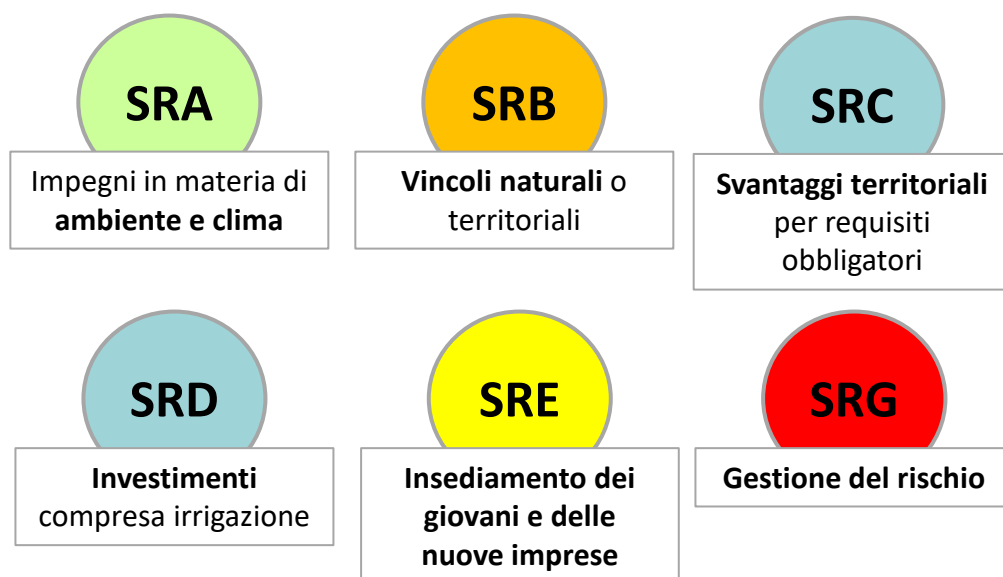 SRA
Impegni in materia di
ambiente e clima
SRB
Vincoli naturali o
territoriali
SRC
Svantaggi territoriali
per requisiti
obbligatori
SRD
Investimenti
compresa irrigazione
SRE
Insediamento dei
giovani e delle
nuove imprese
SRG
Gestione del rischio